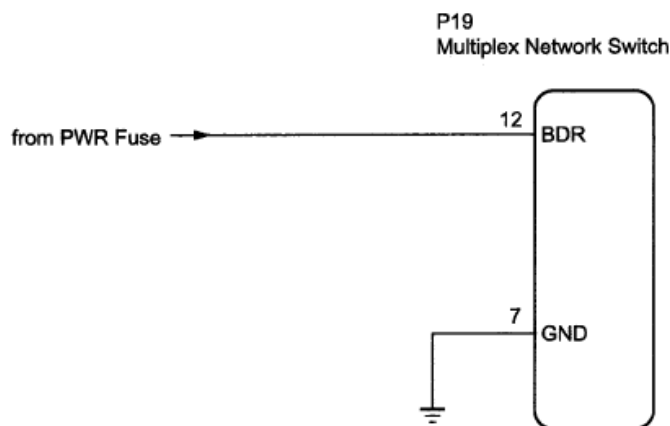 P19
Multiplex Network Switch
from PWR Fuse
12
BDR
7
GND